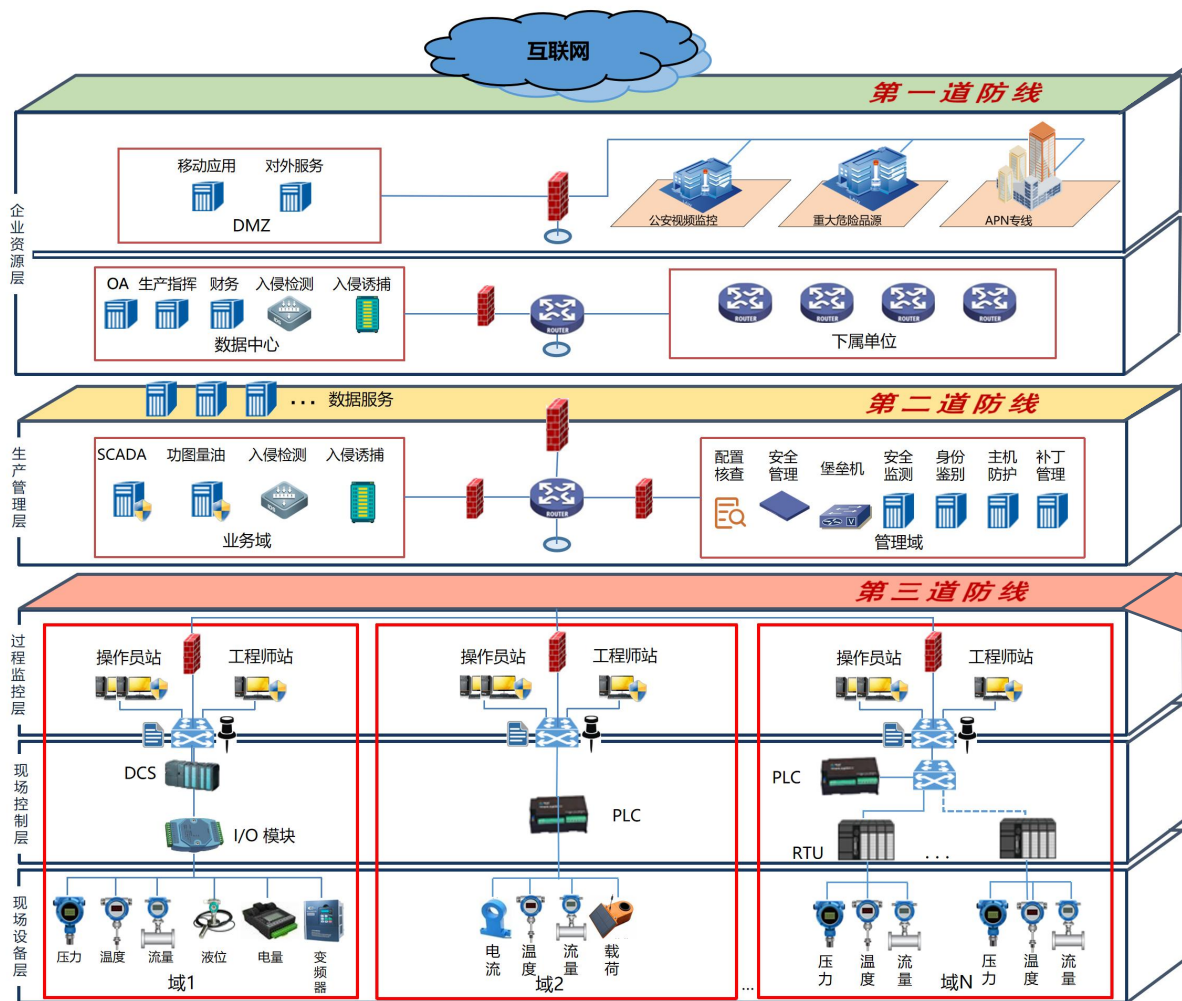 互联网
第一道防线
企业资源层
移动应用 对外服务
DMZ
公安视频监控 重大危险品源 APN专线
OA 生产指挥 财务 入侵检测 入侵诱捕
数据中心
ROUTER
ROUTER ROUTER ROUTER ROUTER
下属单位
... 数据服务
第二道防线
生产管理层
SCADA 功图量油 入侵检测 入侵诱捕
业务域
ROUTER
配置核查 安全管理 堡垒机 安全监测 身份鉴别 主机防护 补丁管理
管理域
第三道防线
过程监控层
操作员站 工程师站
操作员站 工程师站
操作员站 工程师站
现场控制层
DCS
I/O 模块
PLC
PLC
RTU ...
现场设备层
压力 温度 流量 液位 电量 变频器
域1
电流 温度 流量 载荷
域2
...
压力 温度 流量 压力 温度 流量
域N